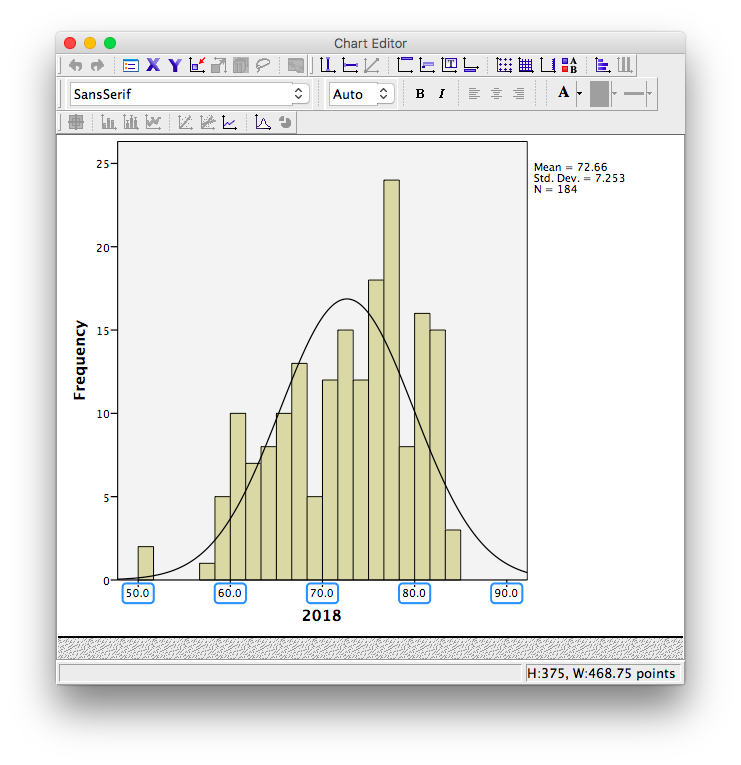 Chart Editor
X Y A B
SansSerif Auto B I A
25
20
15
10
5
0
Frequency
Mean = 72.66
Std. Dev. = 7.253
N = 184
50.0 60.0 70.0 80.0 90.0
2018
H:375, W:468.75 points